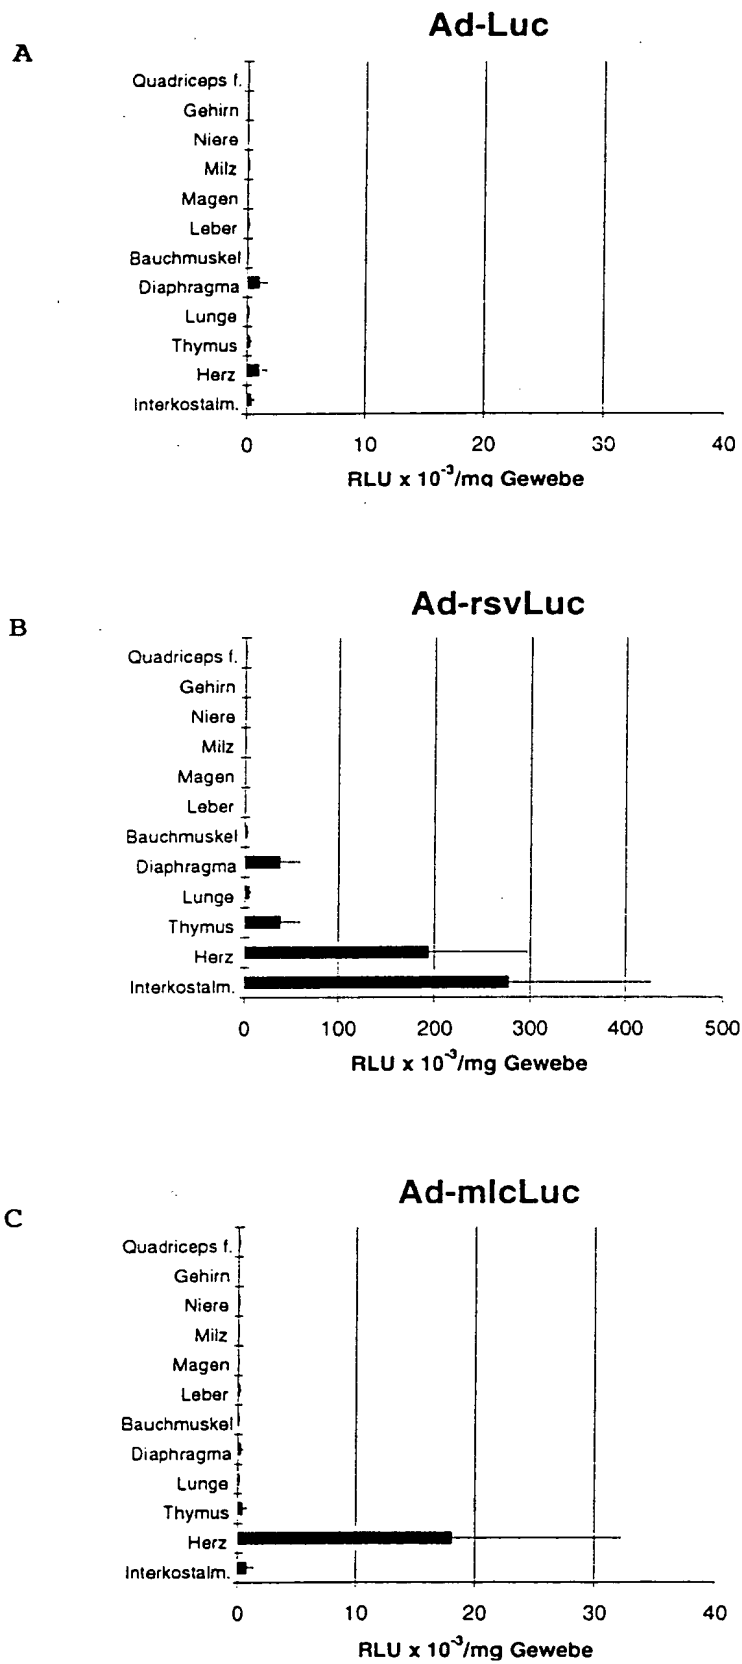 A
Ad-Luc
Quadriceps f.
Gehirn
Niere
Milz
Magen
Leber
Bauchmuskel
Diaphragma
Lunge
Thymus
Herz
Interkostalm.
0 10 20 30 40
RLU x 10⁻³/mg Gewebe
B
Ad-rsvLuc
Quadriceps f.
Gehirn
Niere
Milz
Magen
Leber
Bauchmuskel
Diaphragma
Lunge
Thymus
Herz
Interkostalm.
0 100 200 300 400 500
RLU x 10⁻³/mg Gewebe
C
Ad-mlcLuc
Quadriceps f.
Gehirn
Niere
Milz
Magen
Leber
Bauchmuskel
Diaphragma
Lunge
Thymus
Herz
Interkostalm.
0 10 20 30 40
RLU x 10⁻³/mg Gewebe